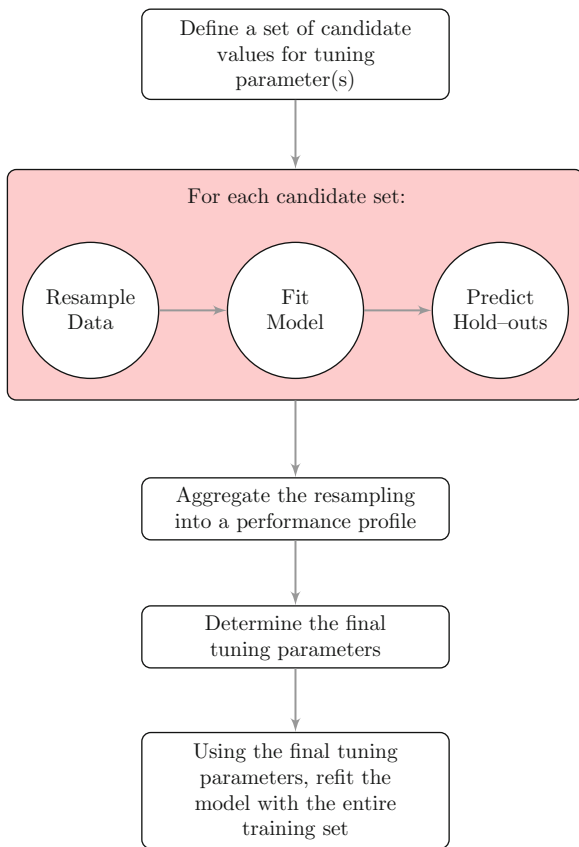 Define a set of candidate
values for tuning
parameter(s)
For each candidate set:
Resample
Data
Fit
Model
Predict
Hold–outs
Aggregate the resampling
into a performance profile
Determine the final
tuning parameters
Using the final tuning
parameters, refit the
model with the entire
training set